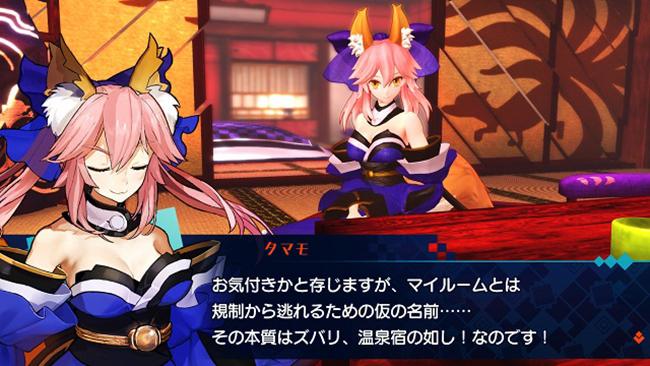 タマモ
お気付きかと存じますが、マイルームとは
規制から逃れるための仮の名前……
その本質はズバリ、温泉宿の如し！なのです！